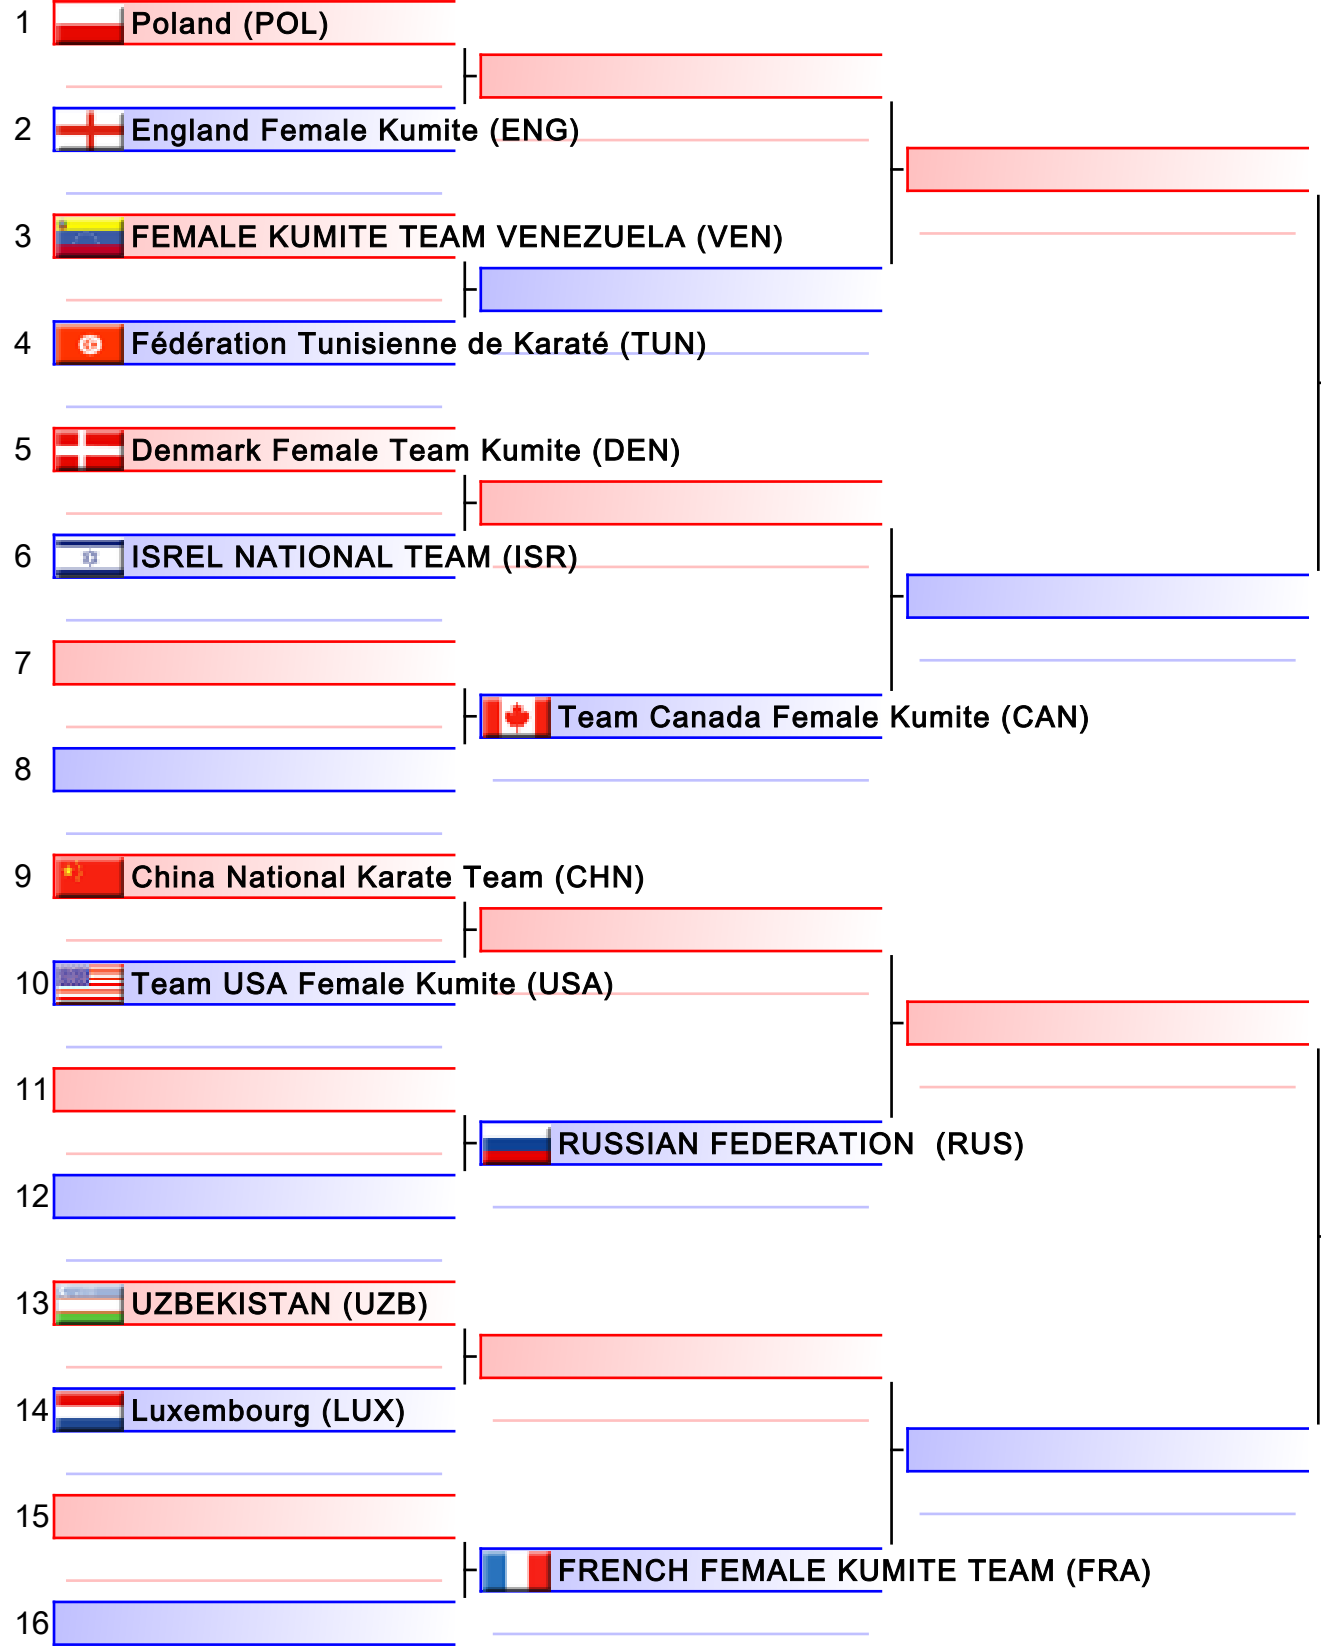 1 Poland (POL)
2 England Female Kumite (ENG)
3 FEMALE KUMITE TEAM VENEZUELA (VEN)
4 Fédération Tunisienne de Karaté (TUN)
5 Denmark Female Team Kumite (DEN)
6 ISREL NATIONAL TEAM (ISR)
7
Team Canada Female Kumite (CAN)
8
9 China National Karate Team (CHN)
10 Team USA Female Kumite (USA)
11
RUSSIAN FEDERATION (RUS)
12
13 UZBEKISTAN (UZB)
14 Luxembourg (LUX)
15
FRENCH FEMALE KUMITE TEAM (FRA)
16